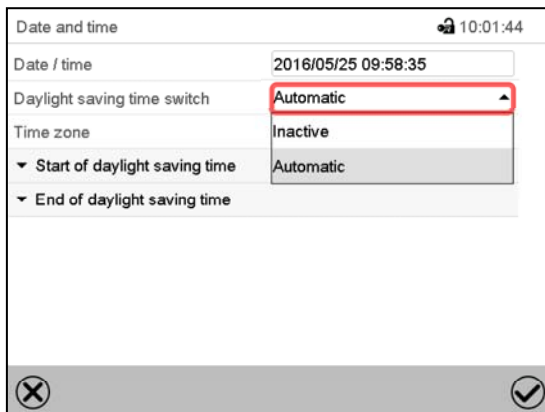 Date and time 10:01:44
Date / time 2016/05/25 09:58:35
Daylight saving time switch Automatic
Time zone Inactive
Start of daylight saving time Automatic
End of daylight saving time